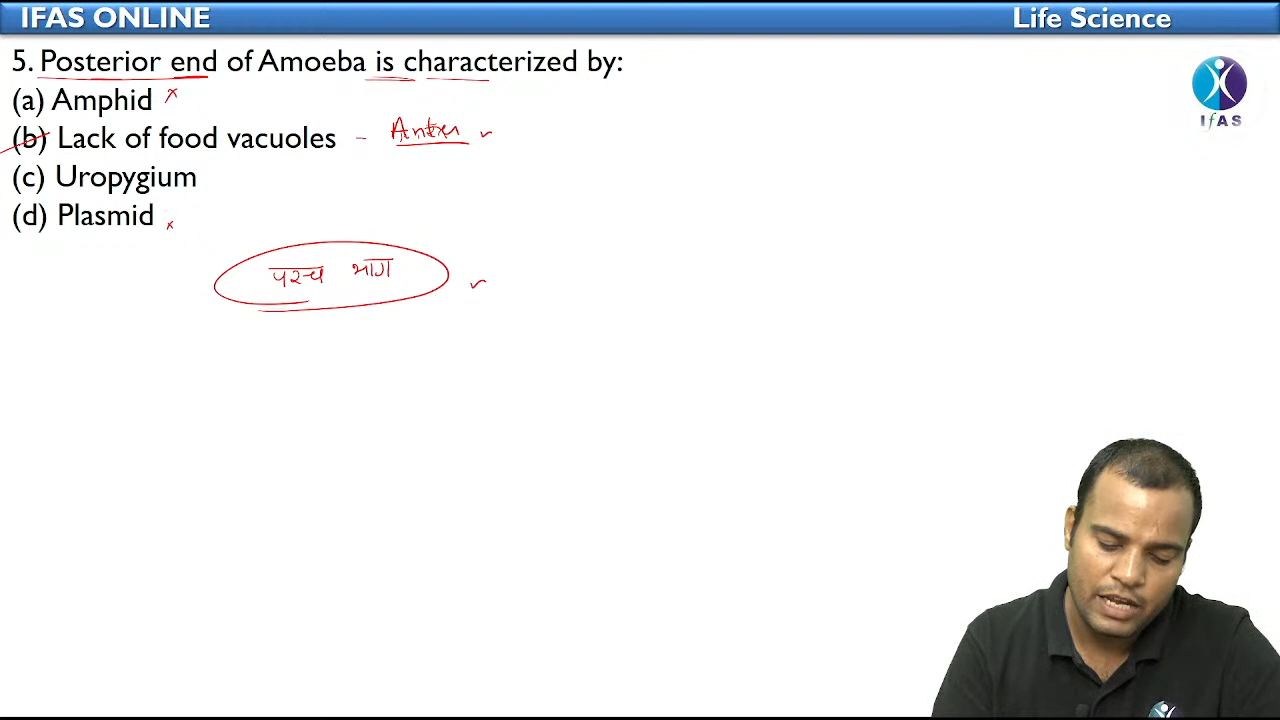 IFAS ONLINE
Life Science
5. Posterior end of Amoeba is characterized by:
(a) Amphid ×
(b) Lack of food vacuoles -
(c) Uropygium
(d) Plasmid ×
पश्च भाग
IfAS